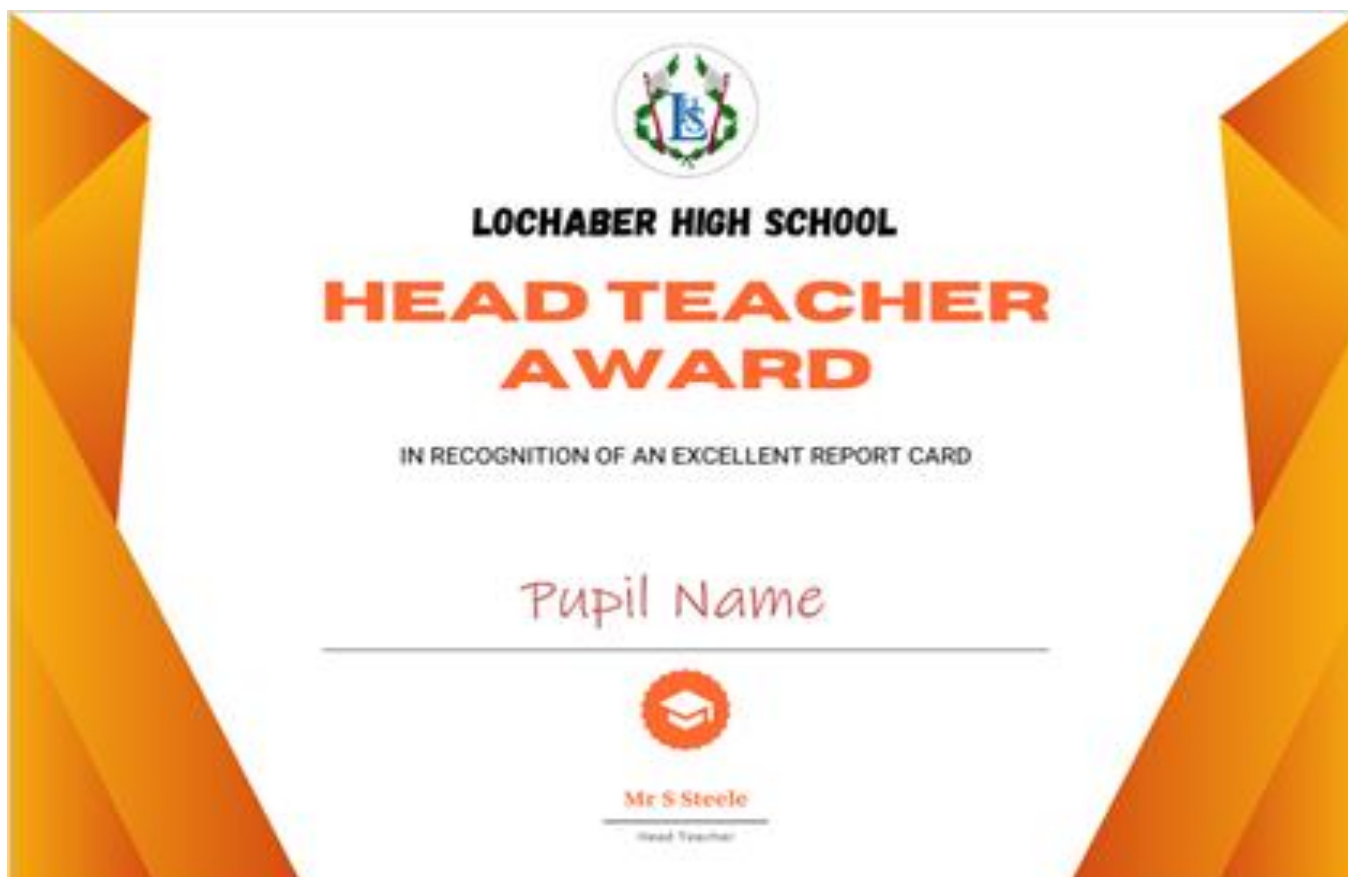 LHS
LOCHABER HIGH SCHOOL
HEAD TEACHER
AWARD
IN RECOGNITION OF AN EXCELLENT REPORT CARD
Pupil Name
Mr S Steele
Head Teacher